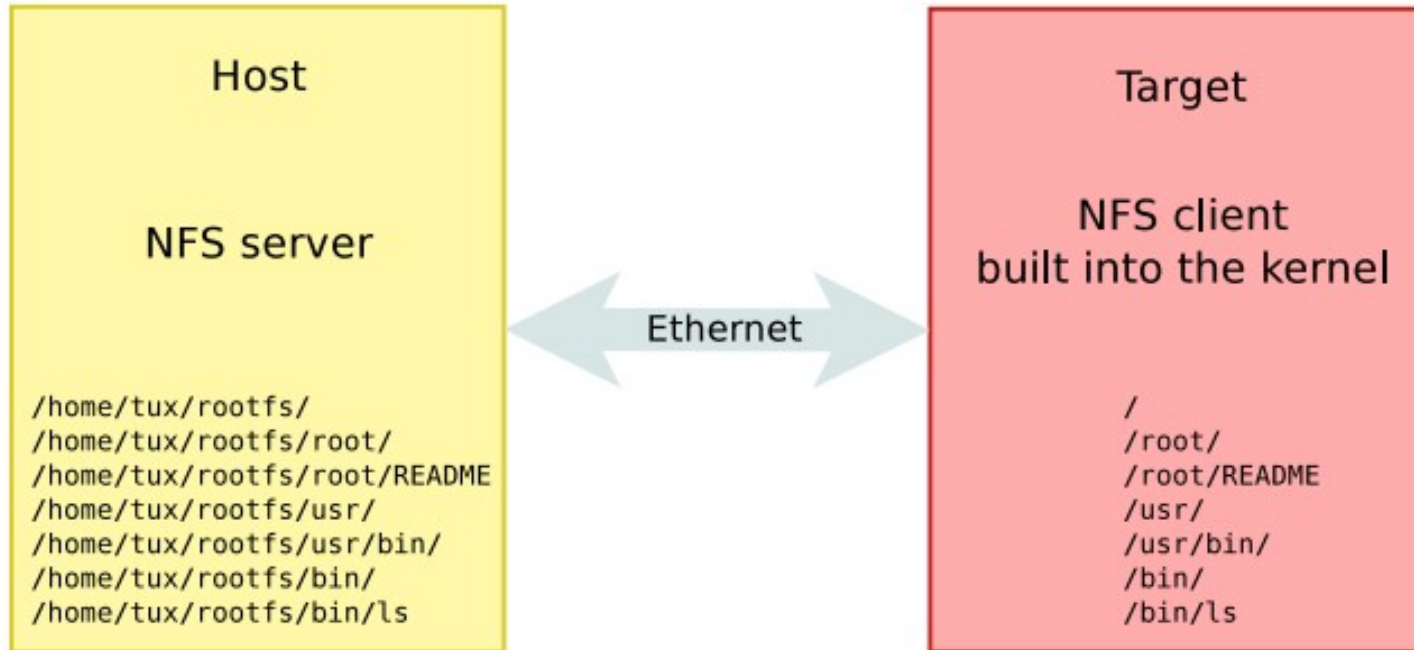 Host
NFS server
/home/tux/rootfs/
/home/tux/rootfs/root/
/home/tux/rootfs/root/README
/home/tux/rootfs/usr/
/home/tux/rootfs/usr/bin/
/home/tux/rootfs/bin/
/home/tux/rootfs/bin/ls
Ethernet
Target
NFS client
built into the kernel
/
/root/
/root/README
/usr/
/usr/bin/
/bin/
/bin/ls